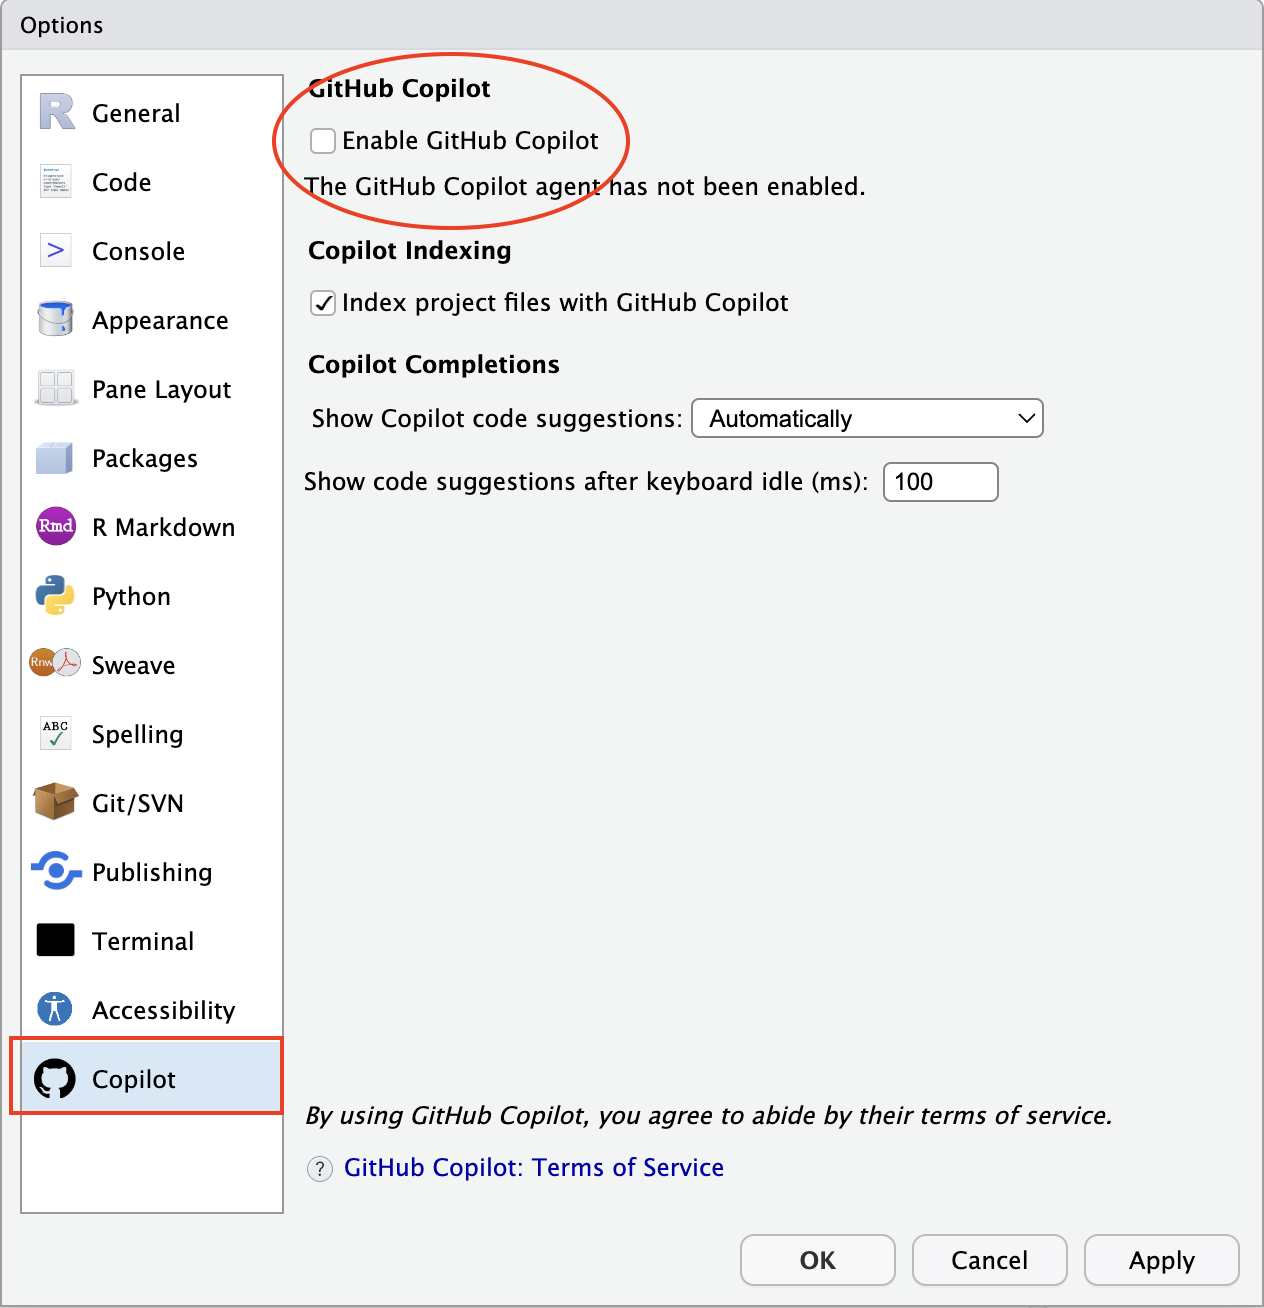 Options
General
Code
Console
Appearance
Pane Layout
Packages
Rmd
R Markdown
Python
Rnw
Sweave
ABC
Spelling
Git/SVN
Publishing
Terminal
Accessibility
Copilot
GitHub Copilot
Enable GitHub Copilot
The GitHub Copilot agent has not been enabled.
Copilot Indexing
Index project files with GitHub Copilot
Copilot Completions
Show Copilot code suggestions: Automatically
Show code suggestions after keyboard idle (ms): 100
By using GitHub Copilot, you agree to abide by their terms of service.
? GitHub Copilot: Terms of Service
OK Cancel Apply